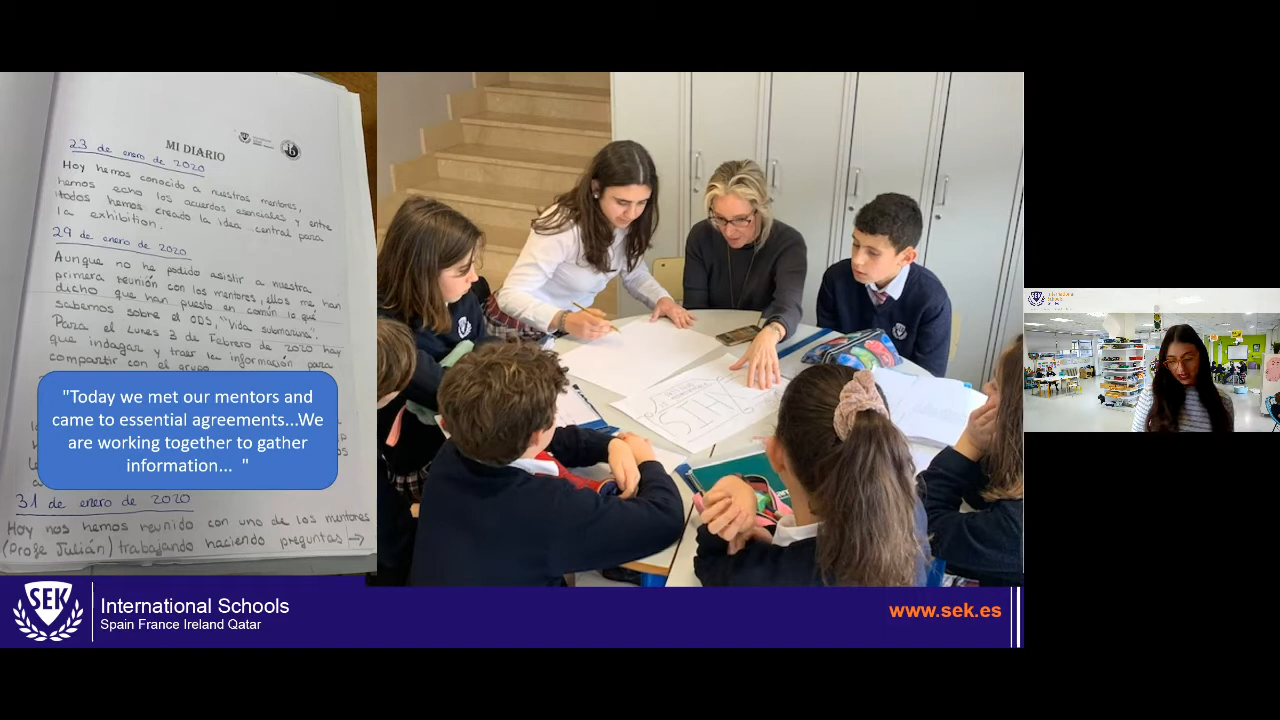 MI DIARIO
23 de enero de 2020
Hoy hemos conocido a nuestros mentores,
hemos echo los acuerdos esenciales y entre
todos hemos creado la idea central para
la exhibition.
29 de enero de 2020
Aunque no he podido asistir a nuestra
primera reunión con los mentores, ellos me han
dicho que han puesto en común lo que
sabemos sobre el ODS, "Vida submarina".
Para el Lunes 3 de Febrero de 2020 hay
que indagar y traer la información para
compartir con el grupo
"Today we met our mentors and
came to essential agreements...We
are working together to gather
information... "
31 de enero de 2020
Hoy nos hemos reunido con uno de los mentores
(Profe Julián) trabajando haciendo preguntas →
SEK
International Schools
Spain France Ireland Qatar
www.sek.es
International
Schools